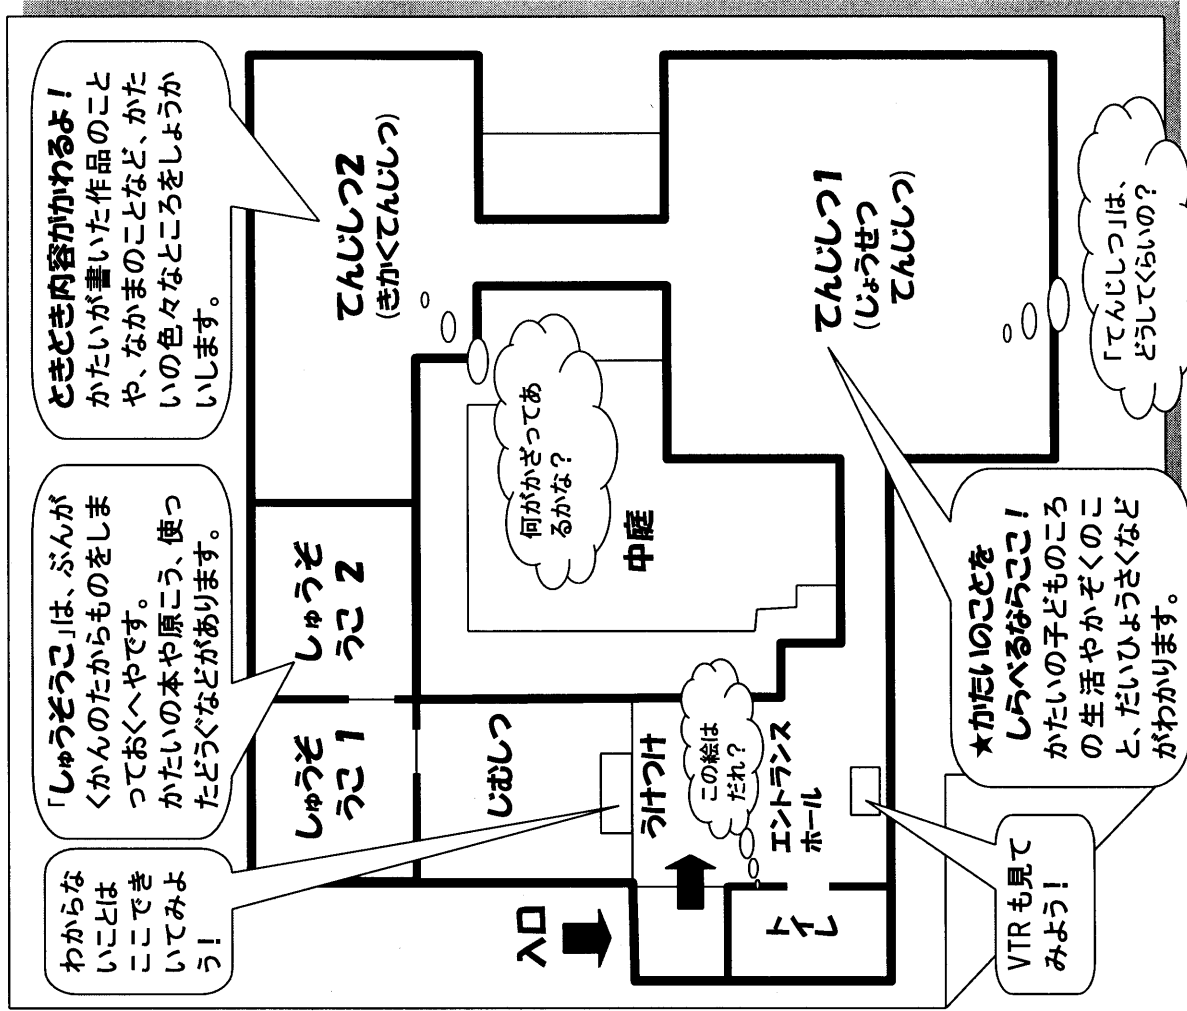 わからな
いことは
ここでき
いてみよ
う！
「しゅうぞうこ」は、ぶんが
くかんのたからものをしま
っておくへやです。
かたいの本や原こう、使っ
たどうぐなどがあります。
ときどき内容がかわるよ！
かたいが書いた作品のこと
や、なかまのことなど、かた
いの色々なところをしょうか
いします。
しゅうぞ
うこ 1
しゅうぞ
うこ 2
てんじしつ2
(きかくてんじしつ)
じむしつ
何がかざってあ
るかな？
中庭
入口
うけつけ
この絵は
だれ？
エントランス
ホール
トイレ
てんじしつ1
(じょうせつ
てんじしつ)
VTRも見て
みよう！
★かたいのことを
しらべるならここ！
かたいの子どものころ
の生活やかぞくのこ
と、だいひょうさくなど
がわかります。
「てんじしつ」は、
どうしてくらいの？